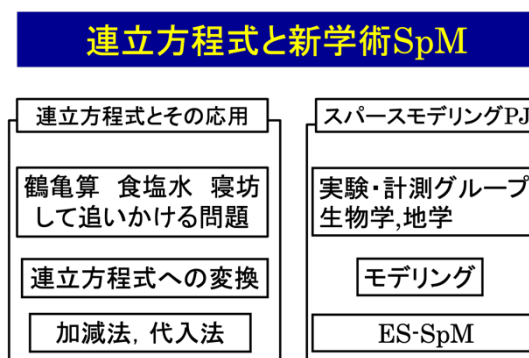 連立方程式と新学術SpM
連立方程式とその応用
鶴亀算 食塩水 寝坊
して追いかける問題
連立方程式への変換
加減法, 代入法
スパースモデリングPJ
実験・計測グループ
生物学,地学
モデリング
ES-SpM